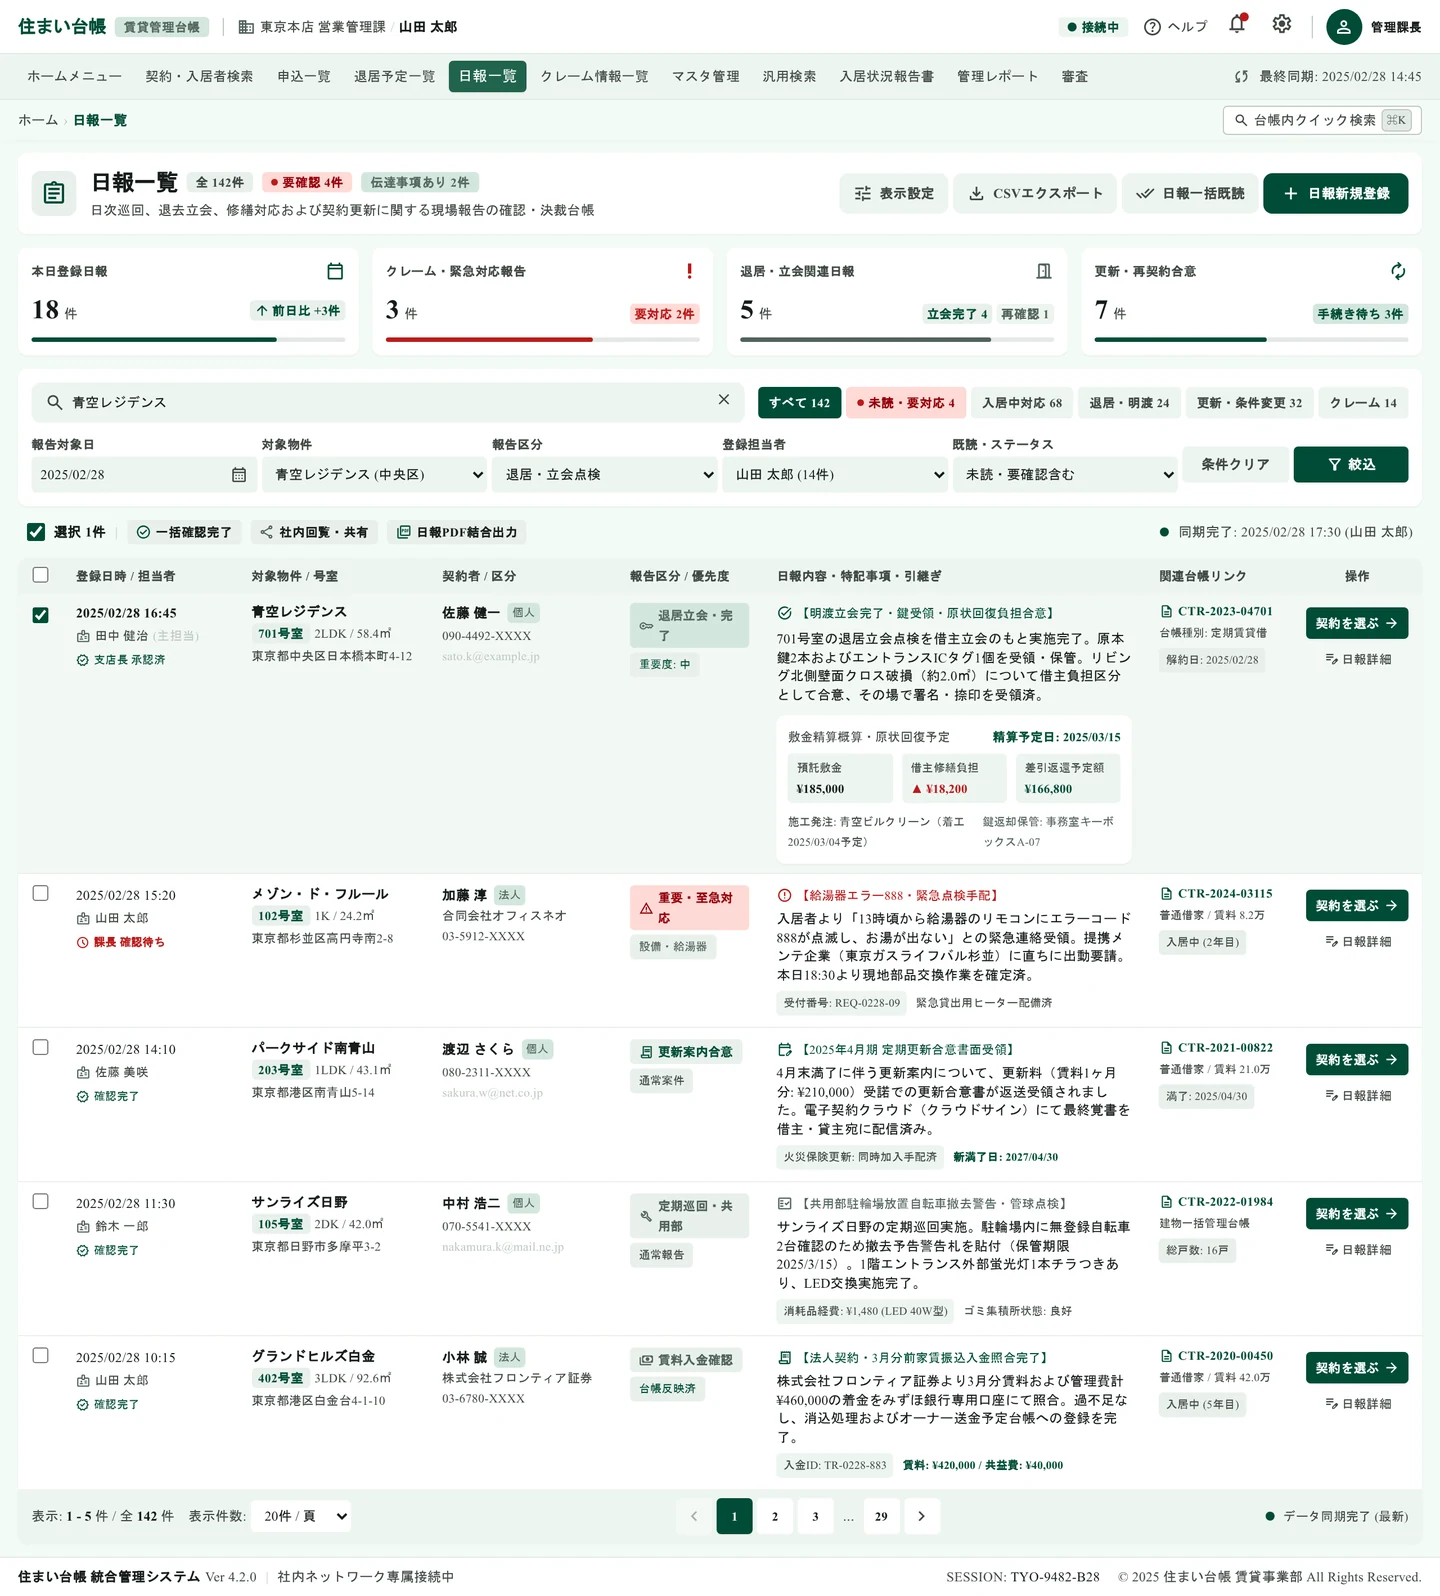 住まい台帳 賃貸管理台帳 東京本店 営業管理課 / 山田 太郎 接続中 ヘルプ 管理課長
ホームメニュー 契約・入居者検索 申込一覧 退居予定一覧 日報一覧 クレーム情報一覧 マスタ管理 汎用検索 入居状況報告書 管理レポート 審査 最終同期: 2025/02/28 14:45
ホーム › 日報一覧 台帳内クイック検索 ⌘K
日報一覧 全 142件 要確認 4件 伝達事項あり 2件
日次巡回、退去立会、修繕対応および契約更新に関する現場報告の確認・決裁台帳
表示設定 CSVエクスポート 日報一括既読 日報新規登録
本日登録日報
18 件 前日比 +3件
クレーム・緊急対応報告
3 件 要対応 2件
退居・立会関連日報
5 件 立会完了 4 再確認 1
更新・再契約合意
7 件 手続き待ち 3件
青空レジデンス
すべて 142 未読・要対応 4 入居中対応 68 退居・明渡 24 更新・条件変更 32 クレーム 14
報告対象日 対象物件 報告区分 登録担当者 既読・ステータス
2025/02/28 青空レジデンス (中央区) 退居・立会点検 山田 太郎 (14件) 未読・要確認含む 条件クリア 絞込
選択 1件 一括確認完了 社内回覧・共有 日報PDF結合出力 同期完了: 2025/02/28 17:30 (山田 太郎)
登録日時 / 担当者 対象物件 / 号室 契約者 / 区分 報告区分 / 優先度 日報内容・特記事項・引継ぎ 関連台帳リンク 操作
2025/02/28 16:45
田中 健治 (主担当)
支店長 承認済
青空レジデンス
701号室 2LDK / 58.4㎡
東京都中央区日本橋本町4-12
佐藤 健一 個人
090-4492-XXXX
sato.k@example.jp
退居立会・完
了
重要度: 中
【明渡立会完了・鍵受領・原状回復負担合意】
701号室の退居立会点検を借主立会のもと実施完了。原本
鍵2本およびエントランスICタグ1個を受領・保管。リビン
グ北側壁面クロス破損（約2.0㎡）について借主負担区分
として合意、その場で署名・捺印を受領済。
敷金精算概算・原状回復予定 精算予定日: 2025/03/15
預託敷金 借主修繕負担 差引返還予定額
¥185,000 ▲ ¥18,200 ¥166,800
施工発注: 青空ビルクリーン（着工
2025/03/04予定）
鍵返却保管: 事務室キーボ
ックスA-07
CTR-2023-04701
台帳種別: 定期賃貸借
解約日: 2025/02/28
契約を選ぶ
日報詳細
2025/02/28 15:20
山田 太郎
課長 確認待ち
メゾン・ド・フルール
102号室 1K / 24.2㎡
東京都杉並区高円寺南2-8
加藤 淳 法人
合同会社オフィスネオ
03-5912-XXXX
重要・至急対
応
設備・給湯器
【給湯器エラー888・緊急点検手配】
入居者より「13時頃から給湯器のリモコンにエラーコード
888が点滅し、お湯が出ない」との緊急連絡受領。提携メ
ンテ企業（東京ガスライフバル杉並）に直ちに出動要請。
本日18:30より現地部品交換作業を確定済。
受付番号: REQ-0228-09 緊急貸出用ヒーター配備済
CTR-2024-03115
普通借家 / 賃料 8.2万
入居中 (2年目)
契約を選ぶ
日報詳細
2025/02/28 14:10
佐藤 美咲
確認完了
パークサイド南青山
203号室 1LDK / 43.1㎡
東京都港区南青山5-14
渡辺 さくら 個人
080-2311-XXXX
sakura.w@net.co.jp
更新案内合意
通常案件
【2025年4月期 定期更新合意書面受領】
4月末満了に伴う更新案内について、更新料（賃料1ヶ月
分: ¥210,000）受諾での更新合意書が返送受領されまし
た。電子契約クラウド（クラウドサイン）にて最終覚書を
借主・貸主宛に配信済み。
火災保険更新: 同時加入手配済 新満了日: 2027/04/30
CTR-2021-00822
普通借家 / 賃料 21.0万
満了: 2025/04/30
契約を選ぶ
日報詳細
2025/02/28 11:30
鈴木 一郎
確認完了
サンライズ日野
105号室 2DK / 42.0㎡
東京都日野市多摩平3-2
中村 浩二 個人
070-5541-XXXX
nakamura.k@mail.ne.jp
定期巡回・共
用部
通常報告
【共用部駐輪場放置自転車撤去警告・管球点検】
サンライズ日野の定期巡回実施。駐輪場内に無登録自転車
2台確認のため撤去予告警告札を貼付（保管期限
2025/3/15）。1階エントランス外部蛍光灯1本チラつきあ
り、LED交換実施完了。
消耗品経費: ¥1,480 (LED 40W型) ゴミ集積所状態: 良好
CTR-2022-01984
建物一括管理台帳
総戸数: 16戸
契約を選ぶ
日報詳細
2025/02/28 10:15
山田 太郎
確認完了
グランドヒルズ白金
402号室 3LDK / 92.6㎡
東京都港区白金台4-1-10
小林 誠 法人
株式会社フロンティア証券
03-6780-XXXX
賃料入金確認
台帳反映済
【法人契約・3月分前家賃振込入金照合完了】
株式会社フロンティア証券より3月分賃料および管理費計
¥460,000の着金をみずほ銀行専用口座にて照合。過不足な
し、消込処理およびオーナー送金予定台帳への登録を完
了。
入金ID: TR-0228-883 賃料: ¥420,000 / 共益費: ¥40,000
CTR-2020-00450
普通借家 / 賃料 42.0万
入居中 (5年目)
契約を選ぶ
日報詳細
表示: 1 - 5 件 / 全 142 件 表示件数: 20件 / 頁 1 2 3 ... 29 データ同期完了 (最新)
住まい台帳 統合管理システム Ver 4.2.0 | 社内ネットワーク専属接続中 SESSION: TYO-9482-B28 © 2025 住まい台帳 賃貸事業部 All Rights Reserved.